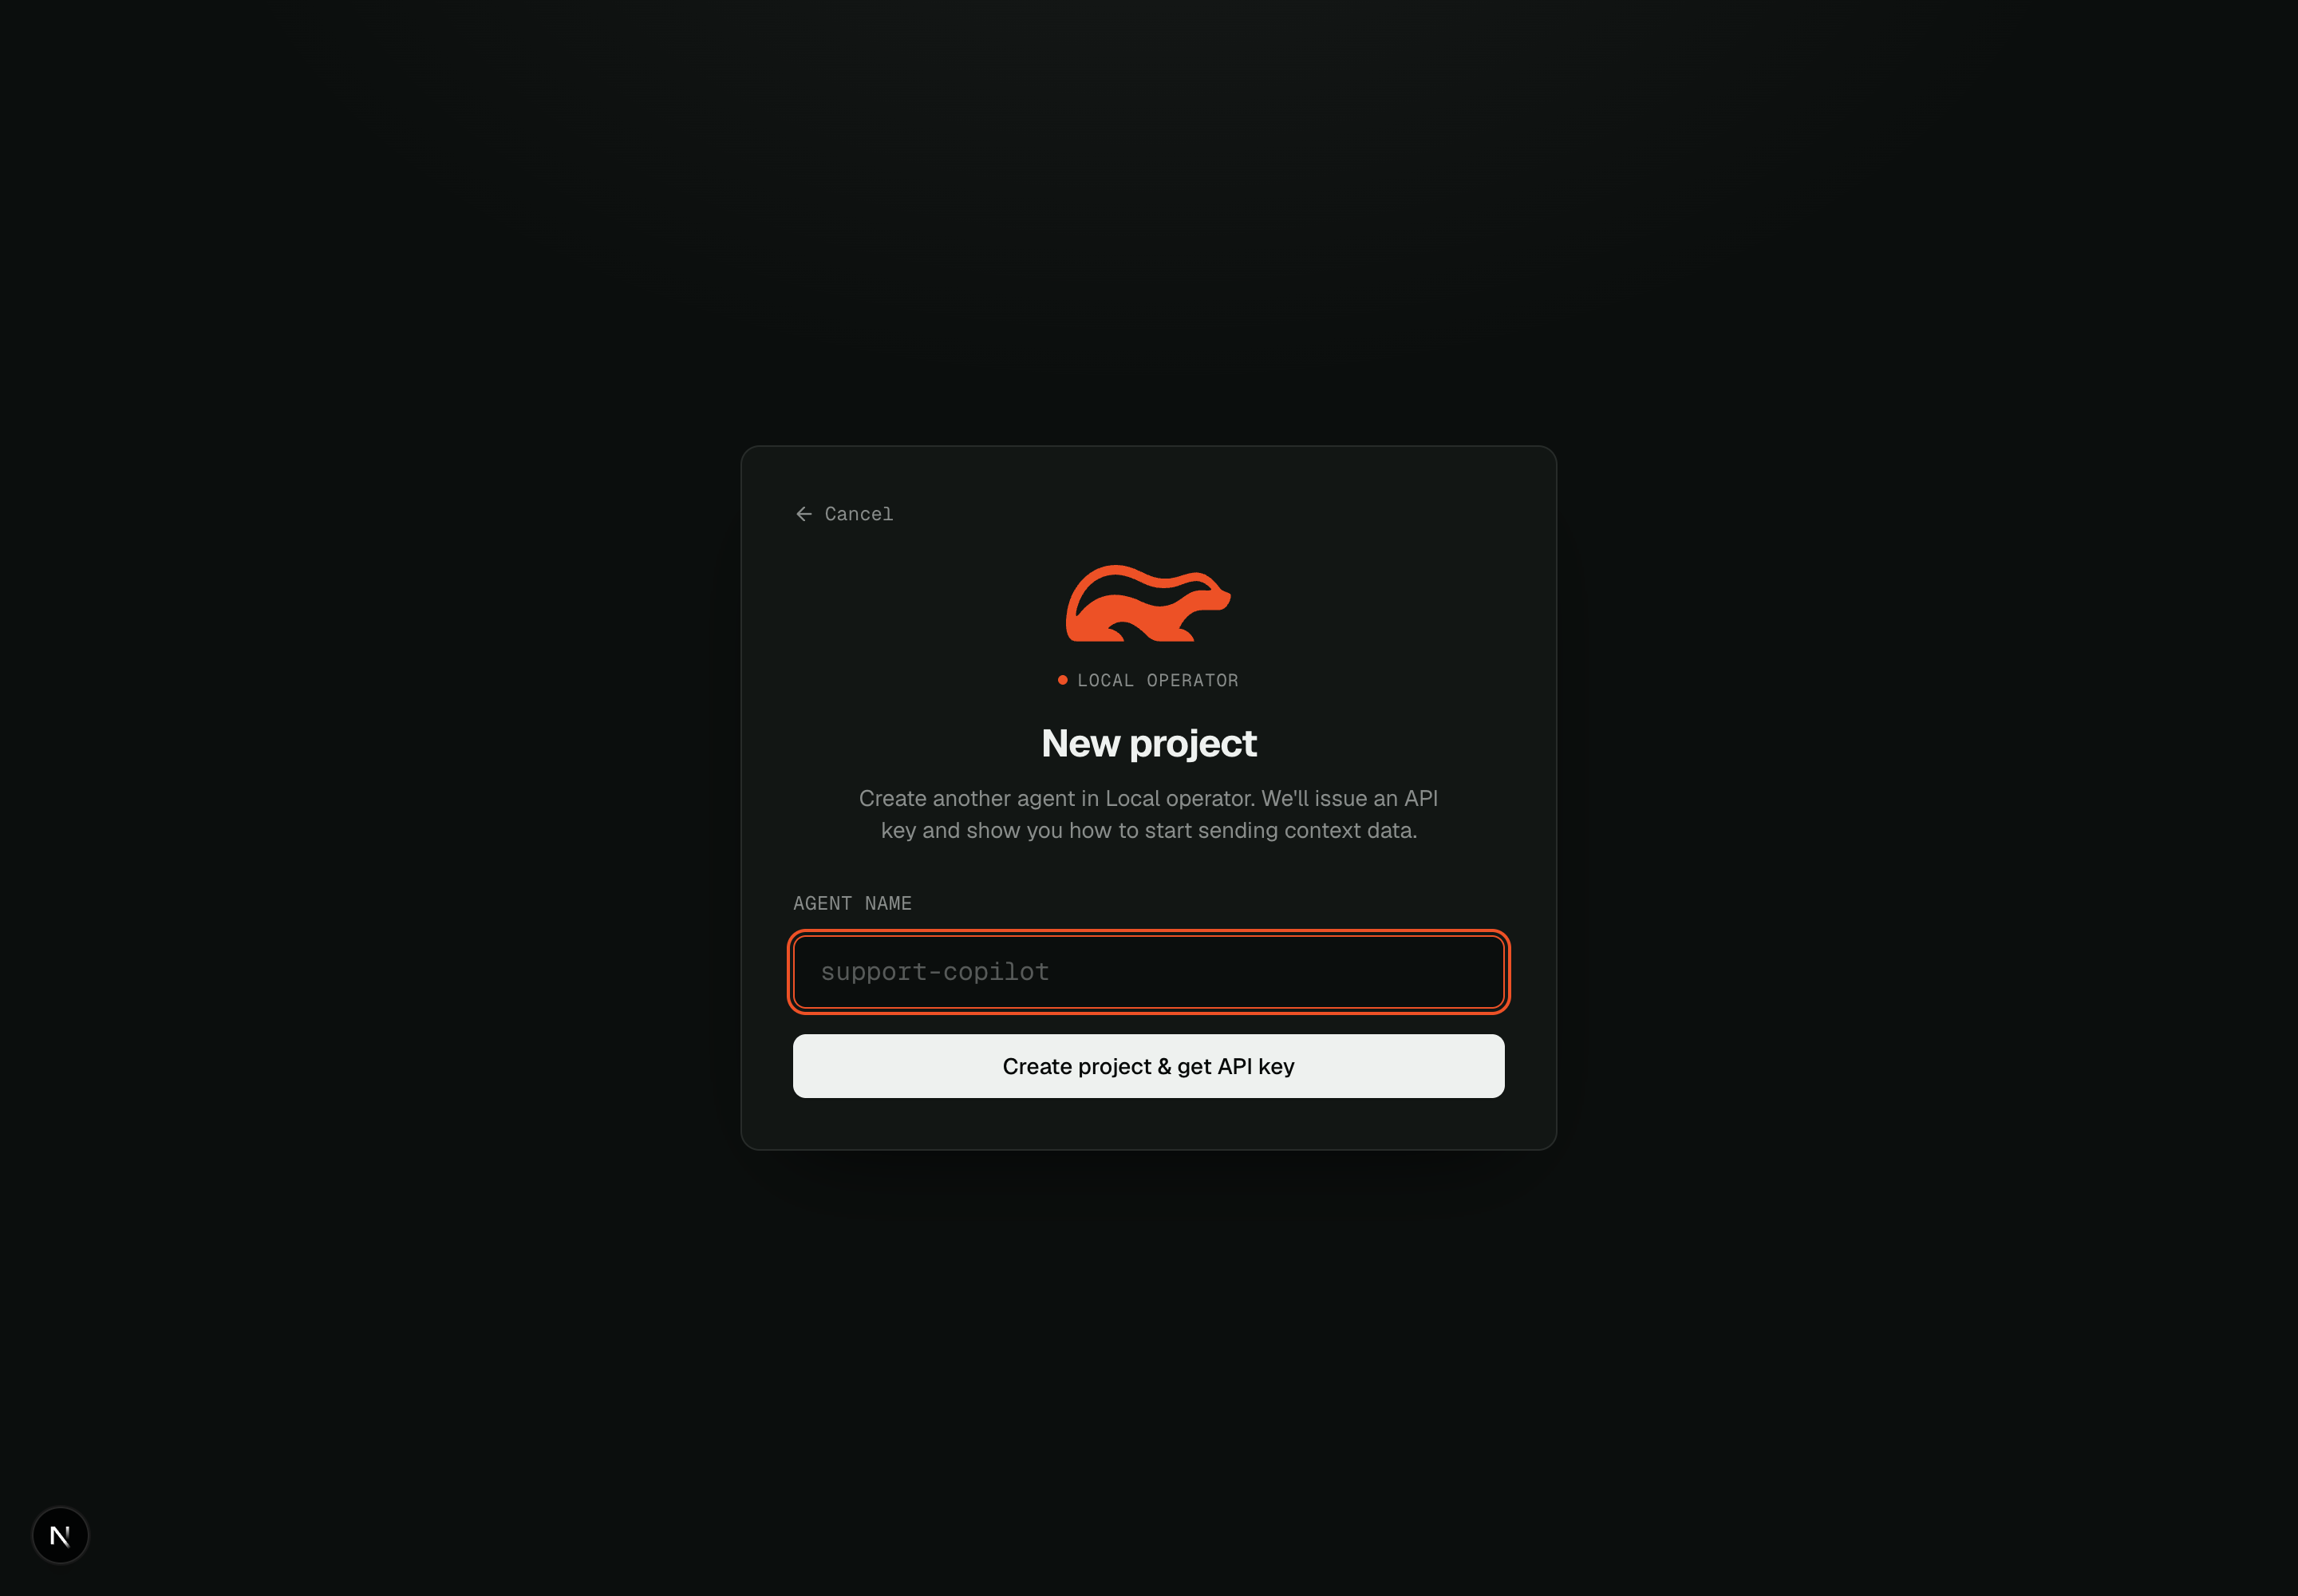 Cancel
LOCAL OPERATOR
New project
Create another agent in Local operator. We'll issue an API
key and show you how to start sending context data.
AGENT NAME
support-copilot
Create project & get API key
N